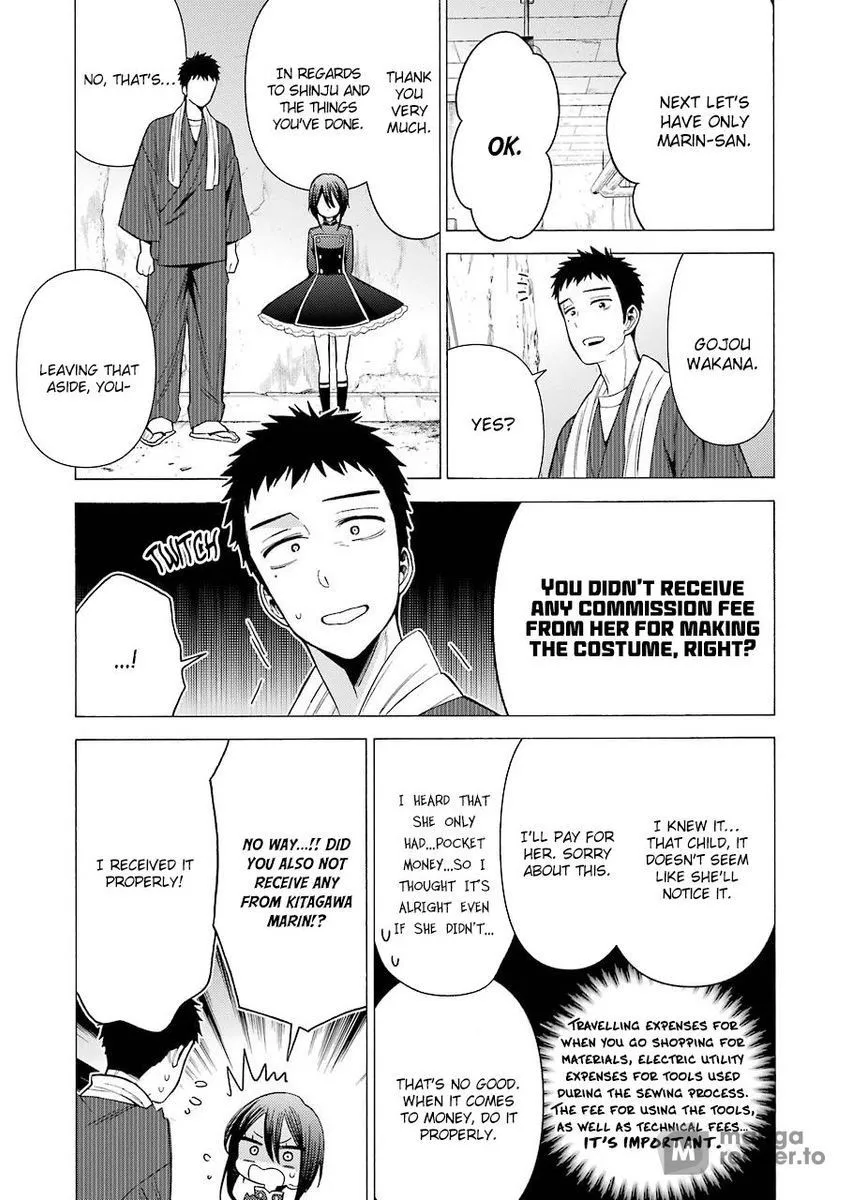 NEXT LET'S
HAVE ONLY
MARIN-SAN.
OK.
THANK
YOU
VERY
MUCH.
IN REGARDS
TO SHINJU AND
THE THINGS
YOU'VE DONE.
NO, THAT'S...
GOJOU
WAKANA.
YES?
LEAVING THAT
ASIDE, YOU-
YOU DIDN'T RECEIVE
ANY COMMISSION FEE
FROM HER FOR MAKING
THE COSTUME, RIGHT?
TWITCH
...!
I KNEW IT...
THAT CHILD, IT
DOESN'T SEEM
LIKE SHE'LL
NOTICE IT.
I'LL PAY FOR
HER. SORRY
ABOUT THIS.
I HEARD THAT
SHE ONLY
HAD...POCKET
MONEY...SO I
THOUGHT IT'S
ALRIGHT EVEN
IF SHE DIDN'T...
TRAVELLING EXPENSES FOR
WHEN YOU GO SHOPPING FOR
MATERIALS, ELECTRIC UTILITY
EXPENSES FOR TOOLS USED
DURING THE SEWING PROCESS.
THE FEE FOR USING THE TOOLS,
AS WELL AS TECHNICAL FEES...
IT'S IMPORTANT.
THAT'S NO GOOD.
WHEN IT COMES
TO MONEY, DO IT
PROPERLY.
NO WAY...!! DID
YOU ALSO NOT
RECEIVE ANY
FROM KITAGAWA
MARIN!?
I RECEIVED IT
PROPERLY!
M manga
reader.to